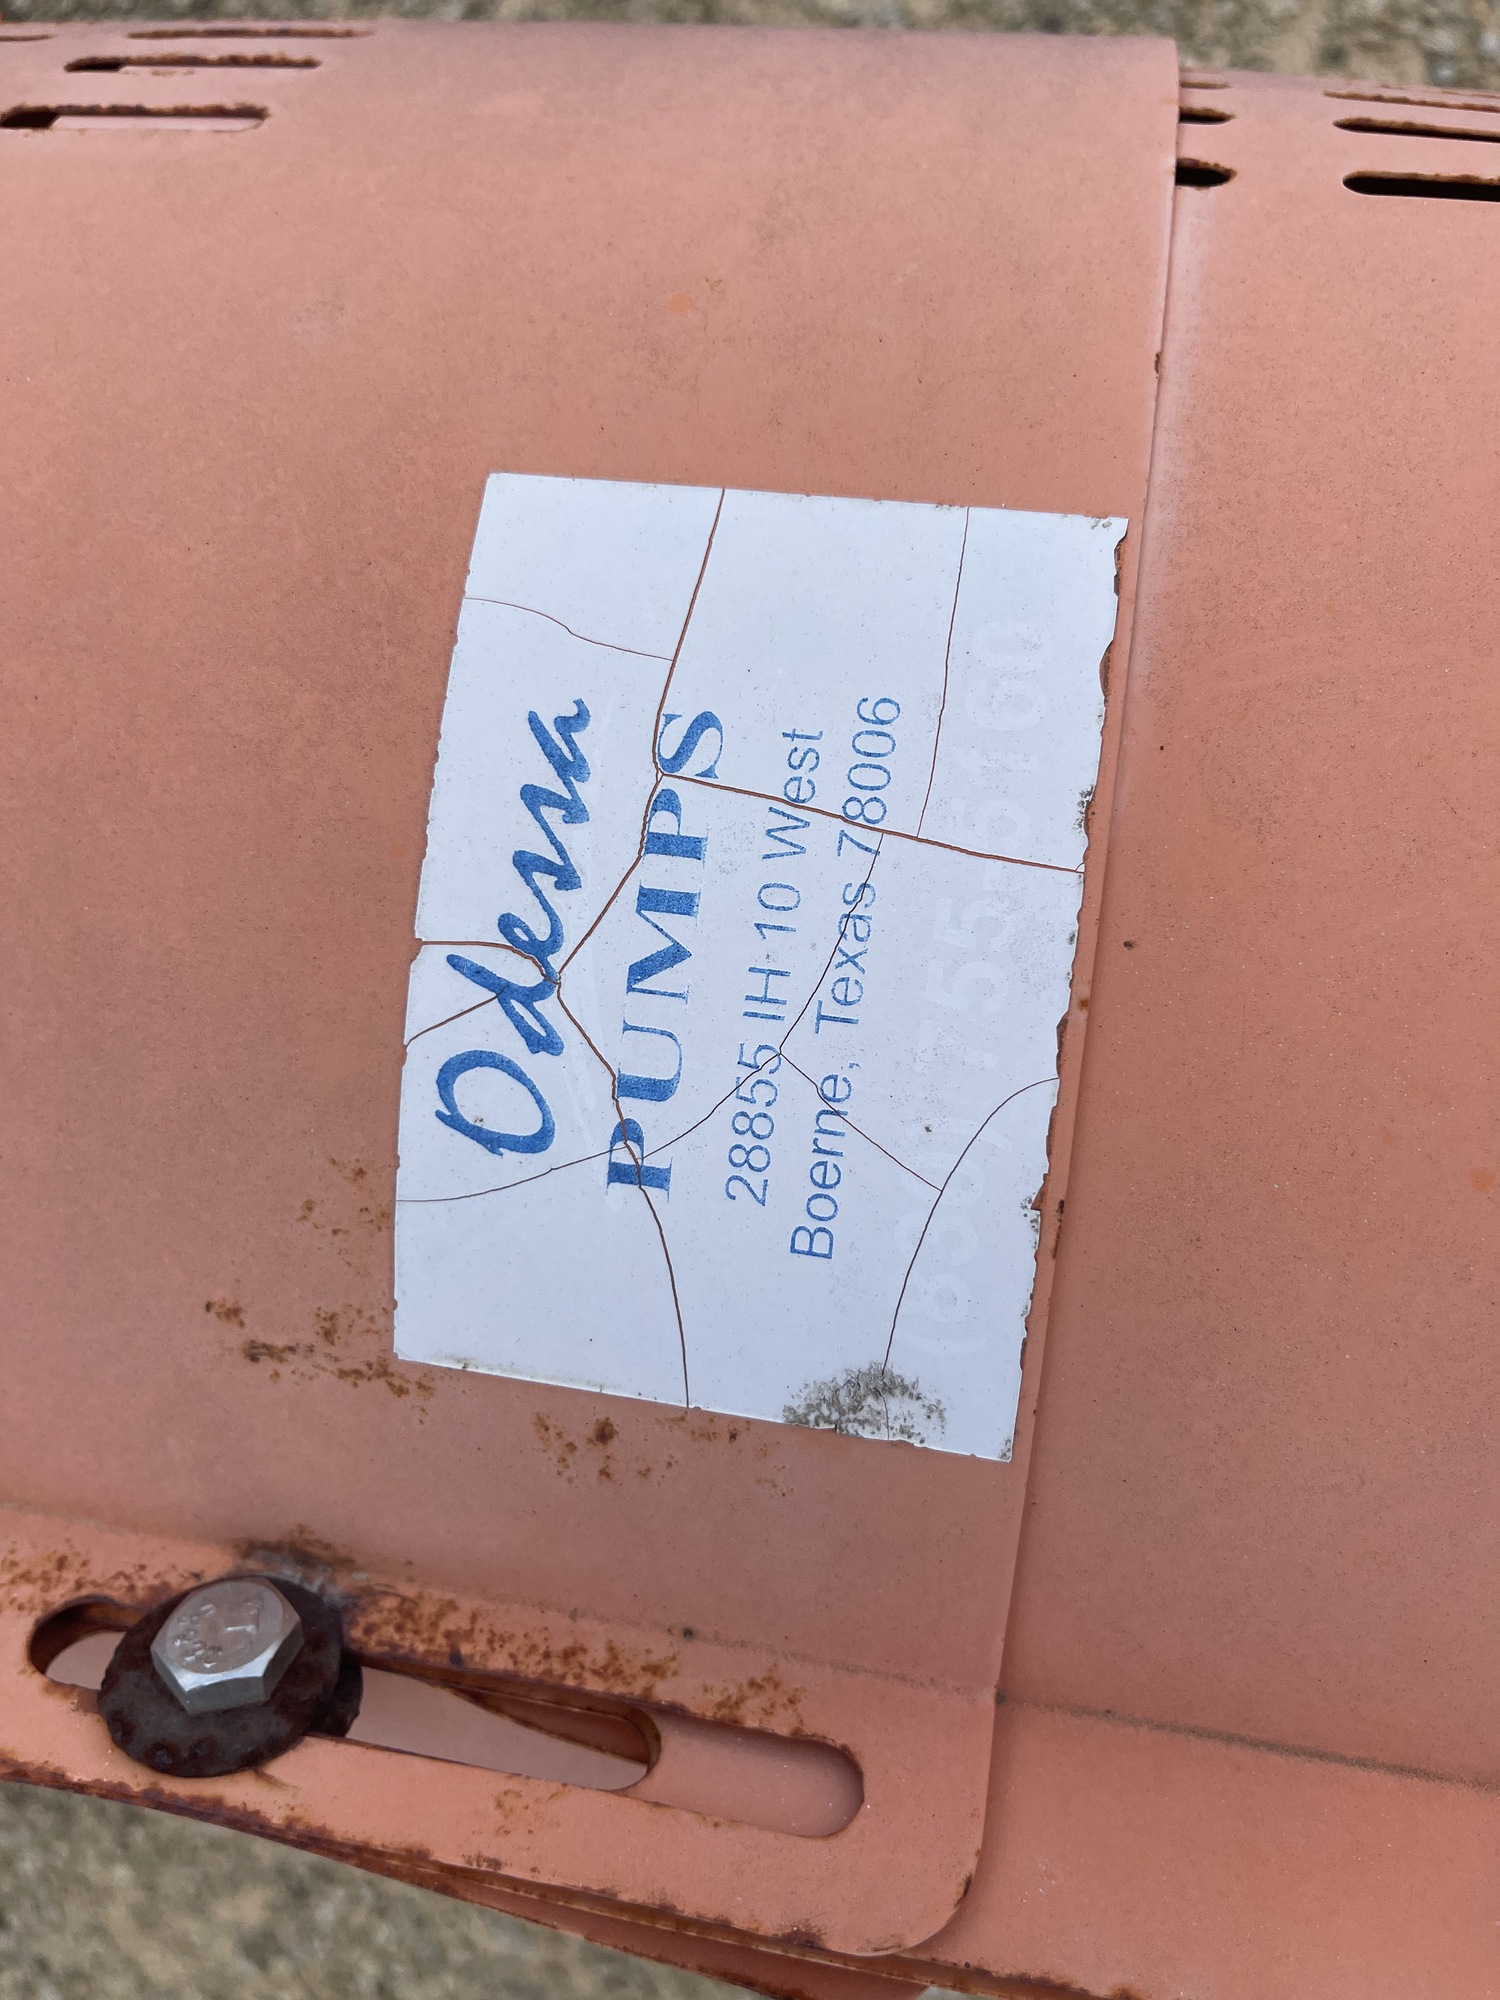 Odessa
PUMPS
28855 IH 10 West
Boerne, Texas 78006